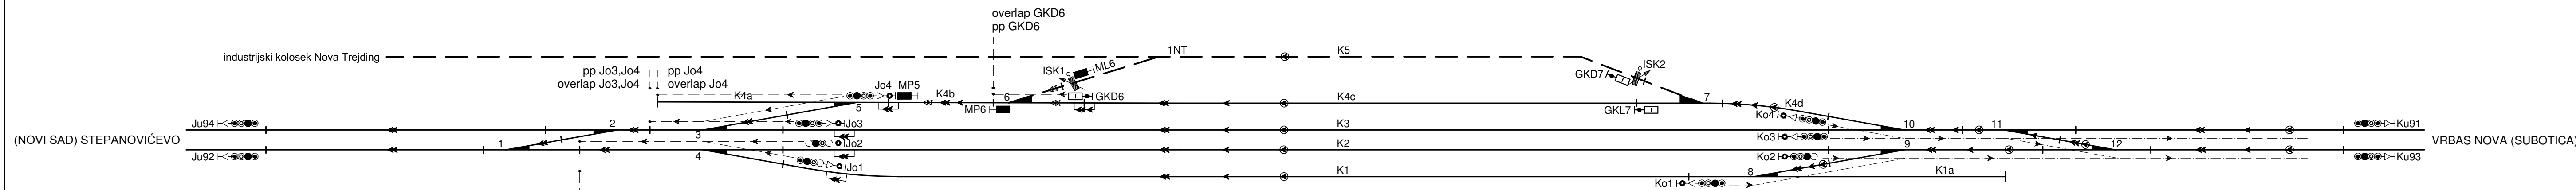 overlap GKD6
pp GKD6
industrijski kolosek Nova Trejding
1NT
K5
pp Jo3,Jo4
pp Jo4
overlap Jo3,Jo4
overlap Jo4
ISK1
ML6
ISK2
GKD7
K4a
Jo4
MP5
K4b
6
GKD6
K4c
7
K4d
5
MP6
GKL7
Ko4
Ju94
2
3
Jo3
K3
Ko3
10
11
Ku91
(NOVI SAD) STEPANOVIĆEVO
VRBAS NOVA (SUBOTICA)
1
Jo2
K2
9
12
Ju92
4
Ko2
Ku93
Jo1
K1
8
K1a
Ko1